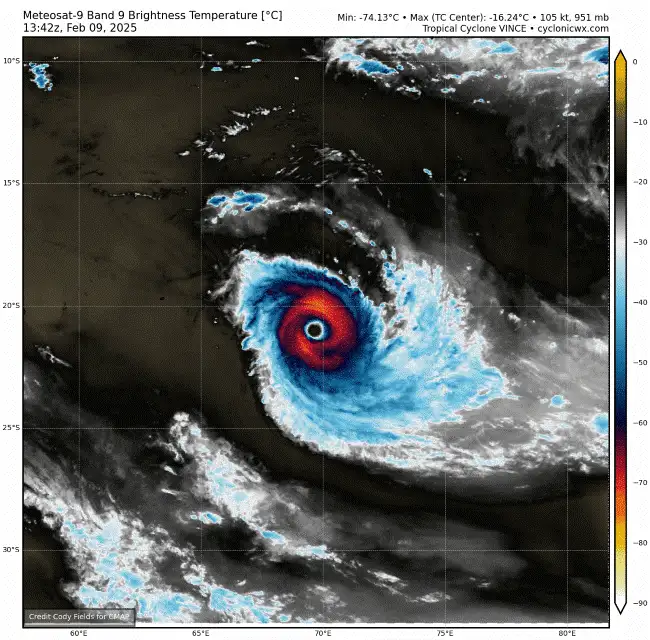 Meteosat-9 Band 9 Brightness Temperature [°C]
13:42z, Feb 09, 2025
Min: -74.13°C • Max (TC Center): -16.24°C • 105 kt, 951 mb
Tropical Cyclone VINCE • cyclonicwx.com
10°S
15°S
20°S
25°S
30°S
60°E
65°E
70°E
75°E
80°E
0
−10
−20
−30
−40
−50
−60
−70
−80
−90
Credit Cody Fields for CMAP